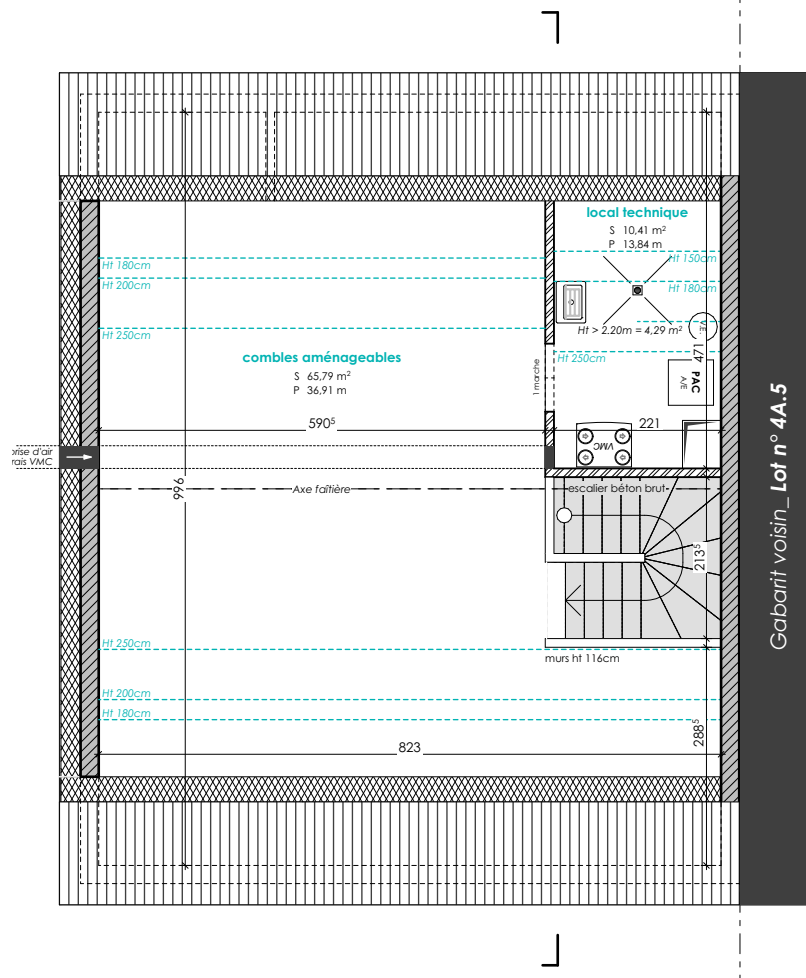 local technique
S 10,41 m²
P 13,84 m
Ht 150cm
Ht 180cm
Ht 180cm
Ht 200cm
Ht 250cm
V.E.
Ht > 2.20m = 4,29 m²
471
combles aménageables
S 65,79 m²
P 36,91 m
Ht 250cm
1 marche
PAC
A/E
590⁵
221
VMC
prise d'air
frais VMC
996
Axe faîtière
escalier béton brut
213⁵
Ht 250cm
murs ht 116cm
Ht 200cm
Ht 180cm
288⁵
823
Gabarit voisin_ Lot n° 4A.5